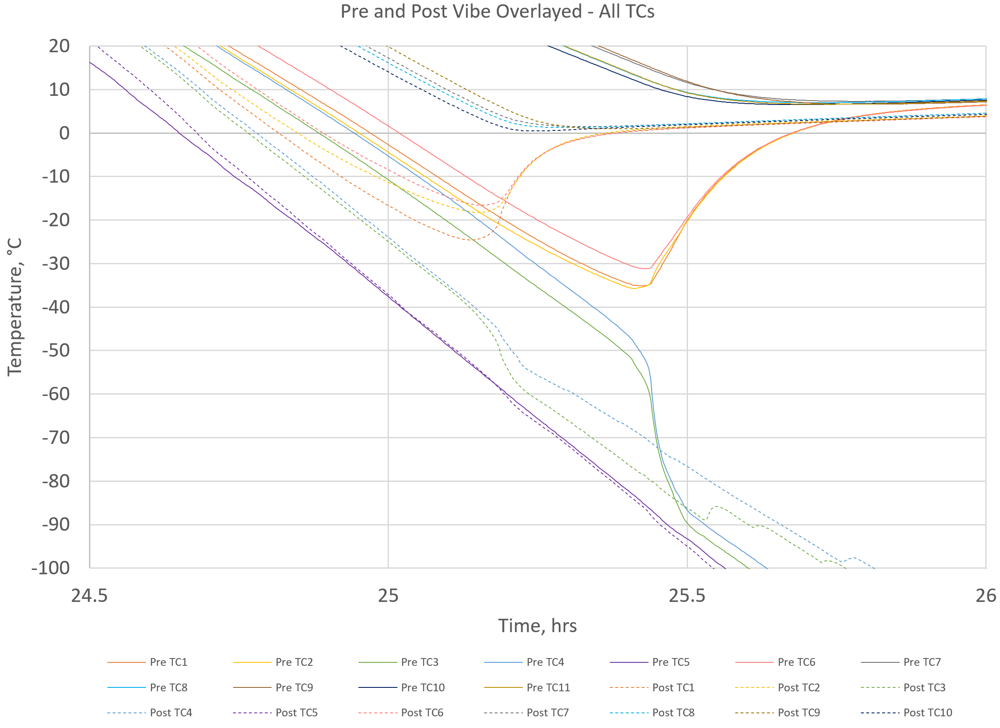 Pre and Post Vibe Overlayed - All TCs
Temperature, °C
20
10
0
-10
-20
-30
-40
-50
-60
-70
-80
-90
-100
24.5 25 25.5 26
Time, hrs
Pre TC1 Pre TC2 Pre TC3 Pre TC4 Pre TC5 Pre TC6 Pre TC7
Pre TC8 Pre TC9 Pre TC10 Pre TC11 Post TC1 Post TC2 Post TC3
Post TC4 Post TC5 Post TC6 Post TC7 Post TC8 Post TC9 Post TC10